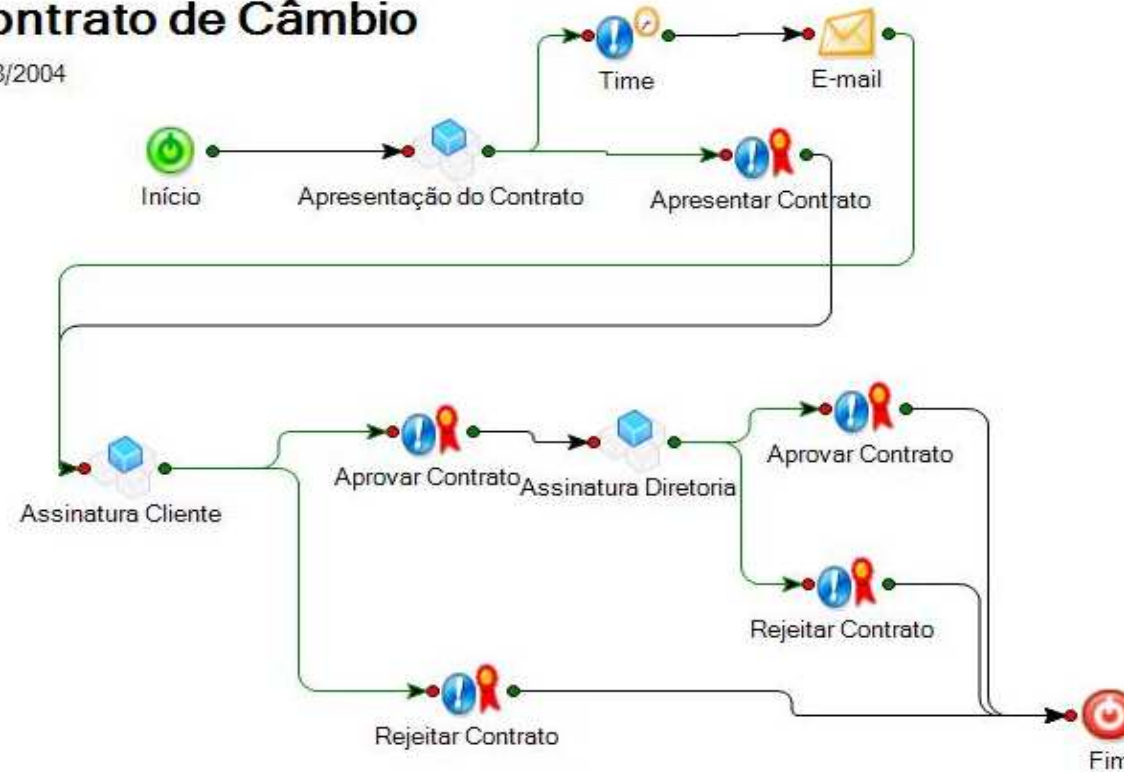 ontrato de Câmbio
3/2004
Time
E-mail
Início
Apresentação do Contrato
Apresentar Contrato
Aprovar Contrato
Assinatura Diretoria
Aprovar Contrato
Assinatura Cliente
Rejeitar Contrato
Rejeitar Contrato
Fim